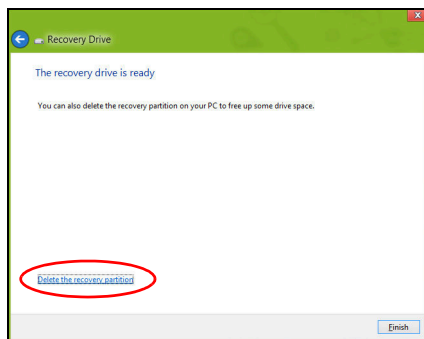 Recovery Drive
The recovery drive is ready
You can also delete the recovery partition on your PC to free up some drive space.
Delete the recovery partition
Finish